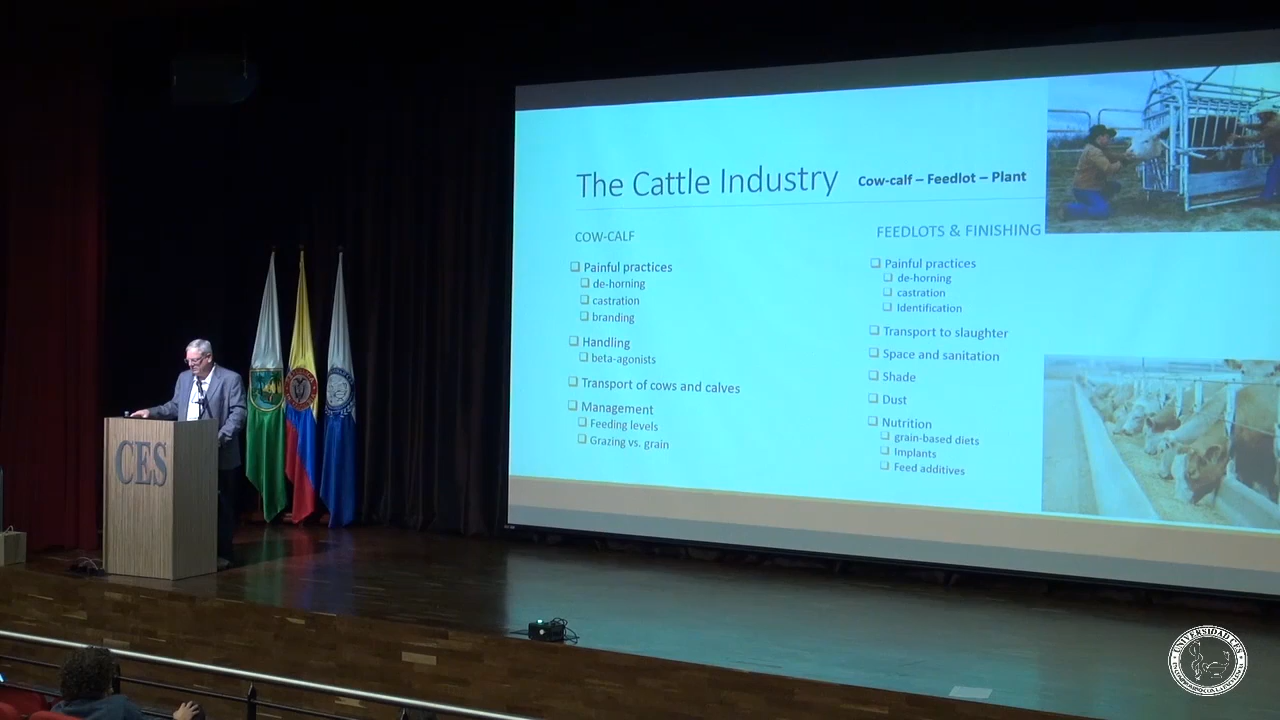 The Cattle Industry
Cow-calf – Feedlot – Plant
COW-CALF
Painful practices
de-horning
castration
branding
Handling
beta-agonists
Transport of cows and calves
Management
Feeding levels
Grazing vs. grain
FEEDLOTS & FINISHING
Painful practices
de-horning
castration
Identification
Transport to slaughter
Space and sanitation
Shade
Dust
Nutrition
grain-based diets
Implants
Feed additives
CES
UNIVERSIDAD CES